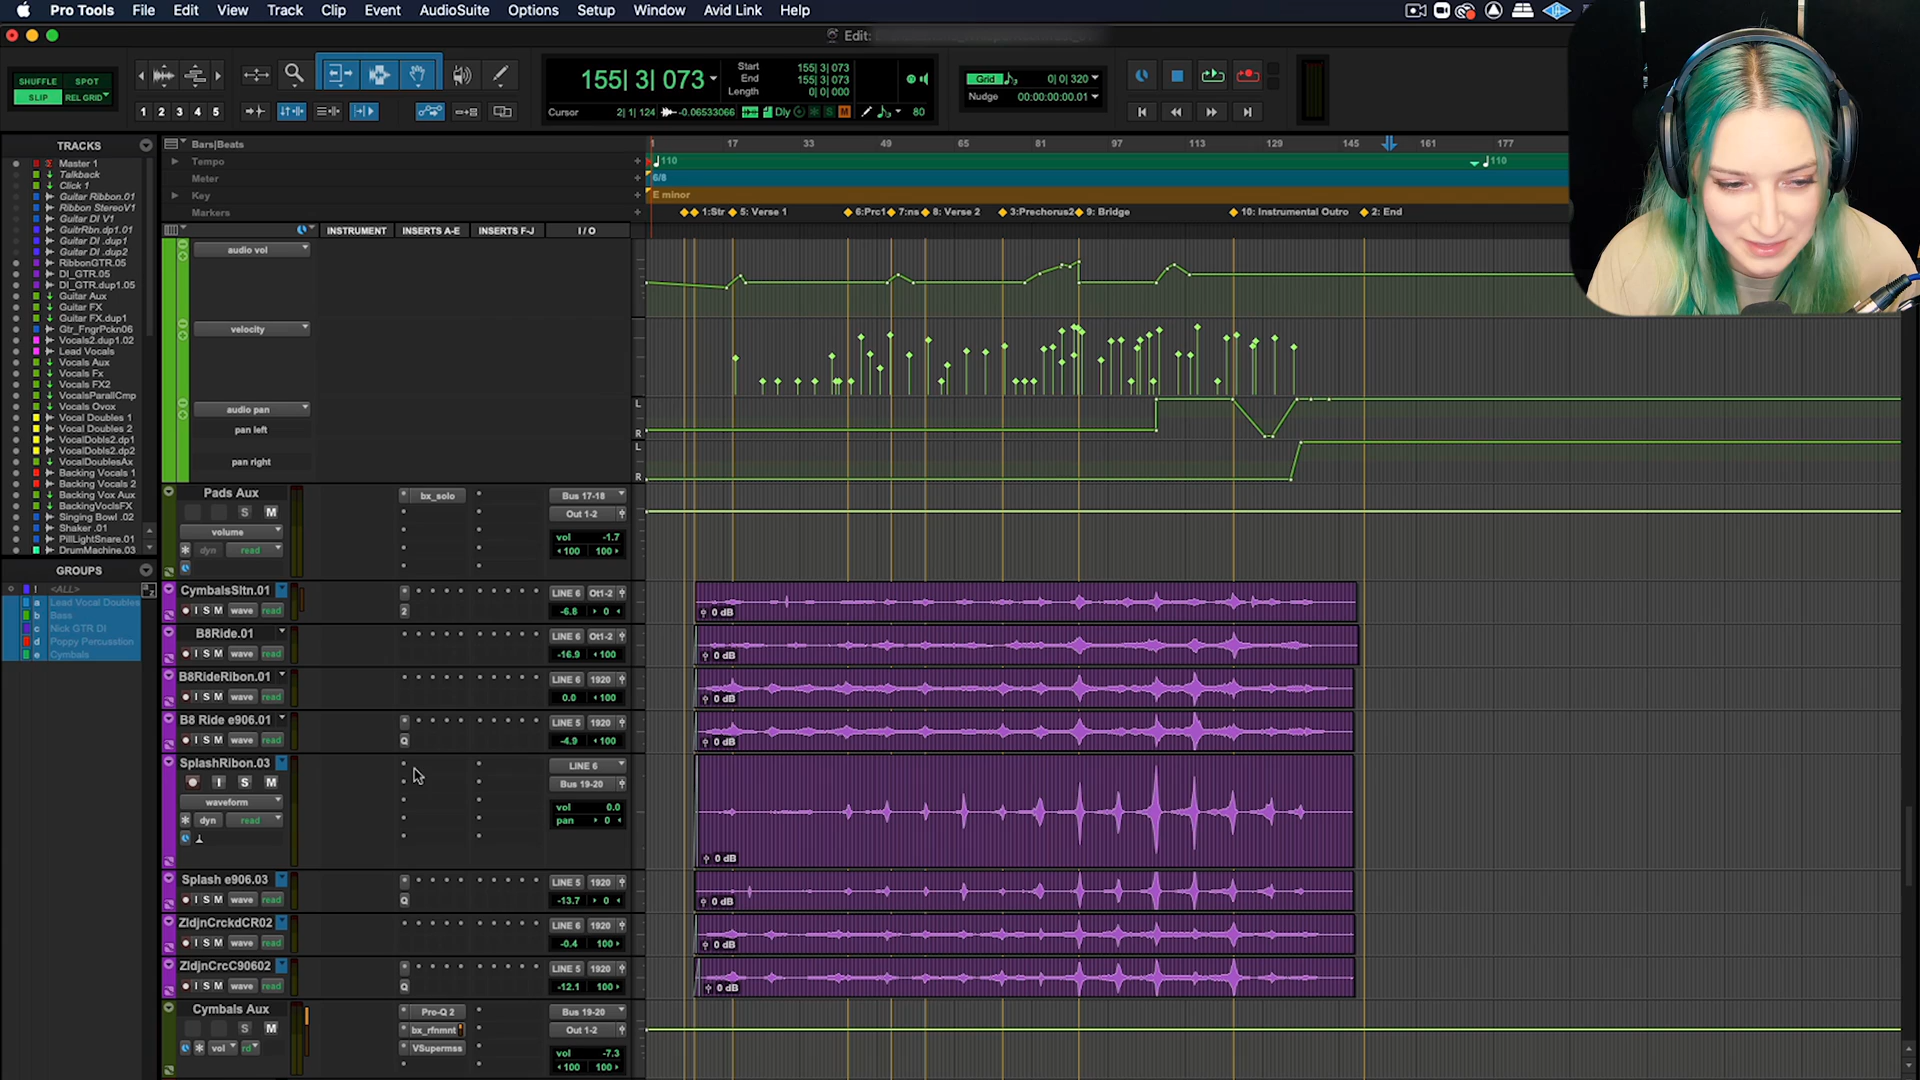 Pro Tools File Edit View Track Clip Event AudioSuite Options Setup Window Avid Link Help
Edit:
SHUFFLE SPOT
SLIP REL GRID
1 2 3 4 5
155| 3| 073
Start 155| 3| 073
End 155| 3| 073
Length 0| 0| 000
Cursor 2| 1| 124 -0.06533066 Dly S M 80
Grid 0| 0| 320
Nudge 00:00:00:00.01
TRACKS
Master 1
Talkback
Click 1
Guitar Ribbon.01
Ribbon StereoV1
Guitar DI V1
GuitrRbn.dp1.01
Guitar DI .dup1
Guitar DI .dup2
RibbonGTR.05
DI_GTR.05
DI_GTR.dup1.05
Guitar Aux
Guitar FX
Guitar FX.dup1
Gtr_FngrPckn06
Vocals2.dup1.02
Lead Vocals
Vocals Aux
Vocals Fx
Vocals FX2
VocalsParallCmp
Vocals Ovox
Vocal Doubles 1
Vocal Doubles 2
VocalDobls2.dp1
VocalDobls2.dp2
VocalDoublesAx
Backing Vocals 1
Backing Vocals 2
Backing Vox Aux
BackingVoclsFX
Singing Bowl .02
Shaker .01
PillLightSnare.01
DrumMachine.03
GROUPS
! <ALL>
a Lead Vocal Doubles
b Bass
c Nick GTR DI
d Poppy Percusstion
e Cymbals
Bars|Beats 1 17 33 49 65 81 97 113 129 145 161 177
Tempo 110 110
Meter 6/8
Key E minor
Markers 1:Str 5: Verse 1 6:Prc1 7:ns 8: Verse 2 3:Prechorus2 9: Bridge 10: Instrumental Outro 2: End
INSTRUMENT INSERTS A-E INSERTS F-J I / O
audio vol
velocity
audio pan L
pan left R
L
pan right R
Pads Aux bx_solo Bus 17-18
S M Out 1-2
volume vol -1.7
dyn read 100 100
CymbalsSltn.01 LINE 6 Ot1-2
I S M wave read 2 -6.8 0 0 dB
B8Ride.01 LINE 6 Ot1-2
I S M wave read -16.9 100 0 dB
B8RideRibon.01 LINE 6 1920
I S M wave read 0.0 100 0 dB
B8 Ride e906.01 LINE 5 1920
I S M wave read Q -4.9 100 0 dB
SplashRibon.03 LINE 6
I S M Bus 19-20
waveform vol 0.0
dyn read pan 0
0 dB
Splash e906.03 LINE 5 1920
I S M wave read Q -13.7 0 0 dB
ZldjnCrckdCR02 LINE 6 1920
I S M wave read -0.4 100 0 dB
ZldjnCrcC90602 LINE 5 1920
I S M wave read Q -12.1 100 0 dB
Cymbals Aux Pro-Q 2 Bus 19-20
S M bx_rfnmnt Out 1-2
vol rd VSupermss vol -7.3
100 100